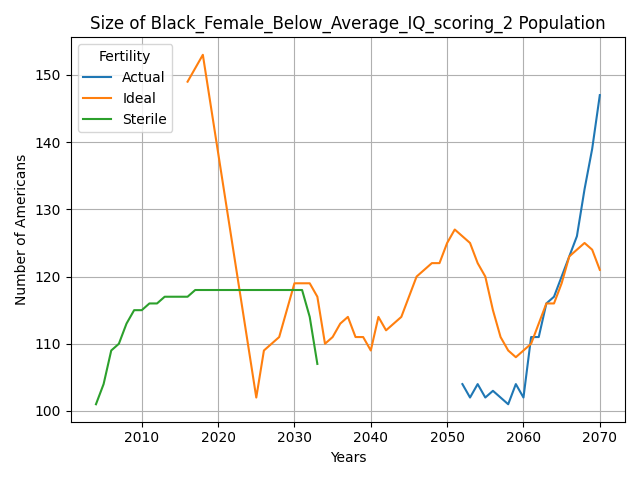 Size of Black_Female_Below_Average_IQ_scoring_2 Population
Fertility
Actual
Ideal
Sterile
Number of Americans
150
140
130
120
110
100
2010 2020 2030 2040 2050 2060 2070
Years